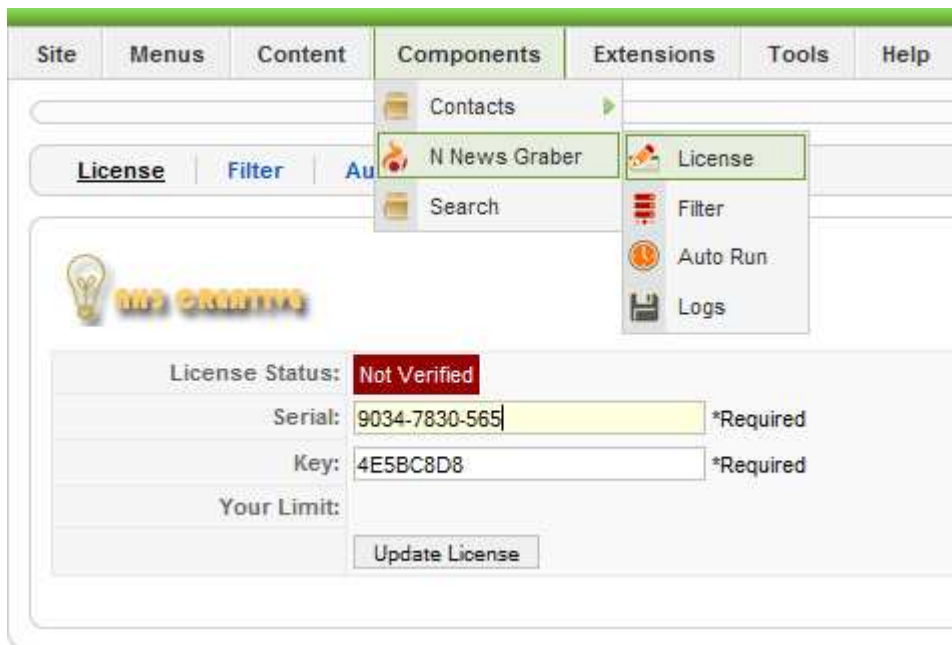 Site Menus Content Components Extensions Tools Help
Contacts
License Filter Au N News Graber License
Search Filter
Auto Run
Logs
License Status: Not Verified
Serial: 9034-7830-565 *Required
Key: 4E5BC8D8 *Required
Your Limit:
Update License